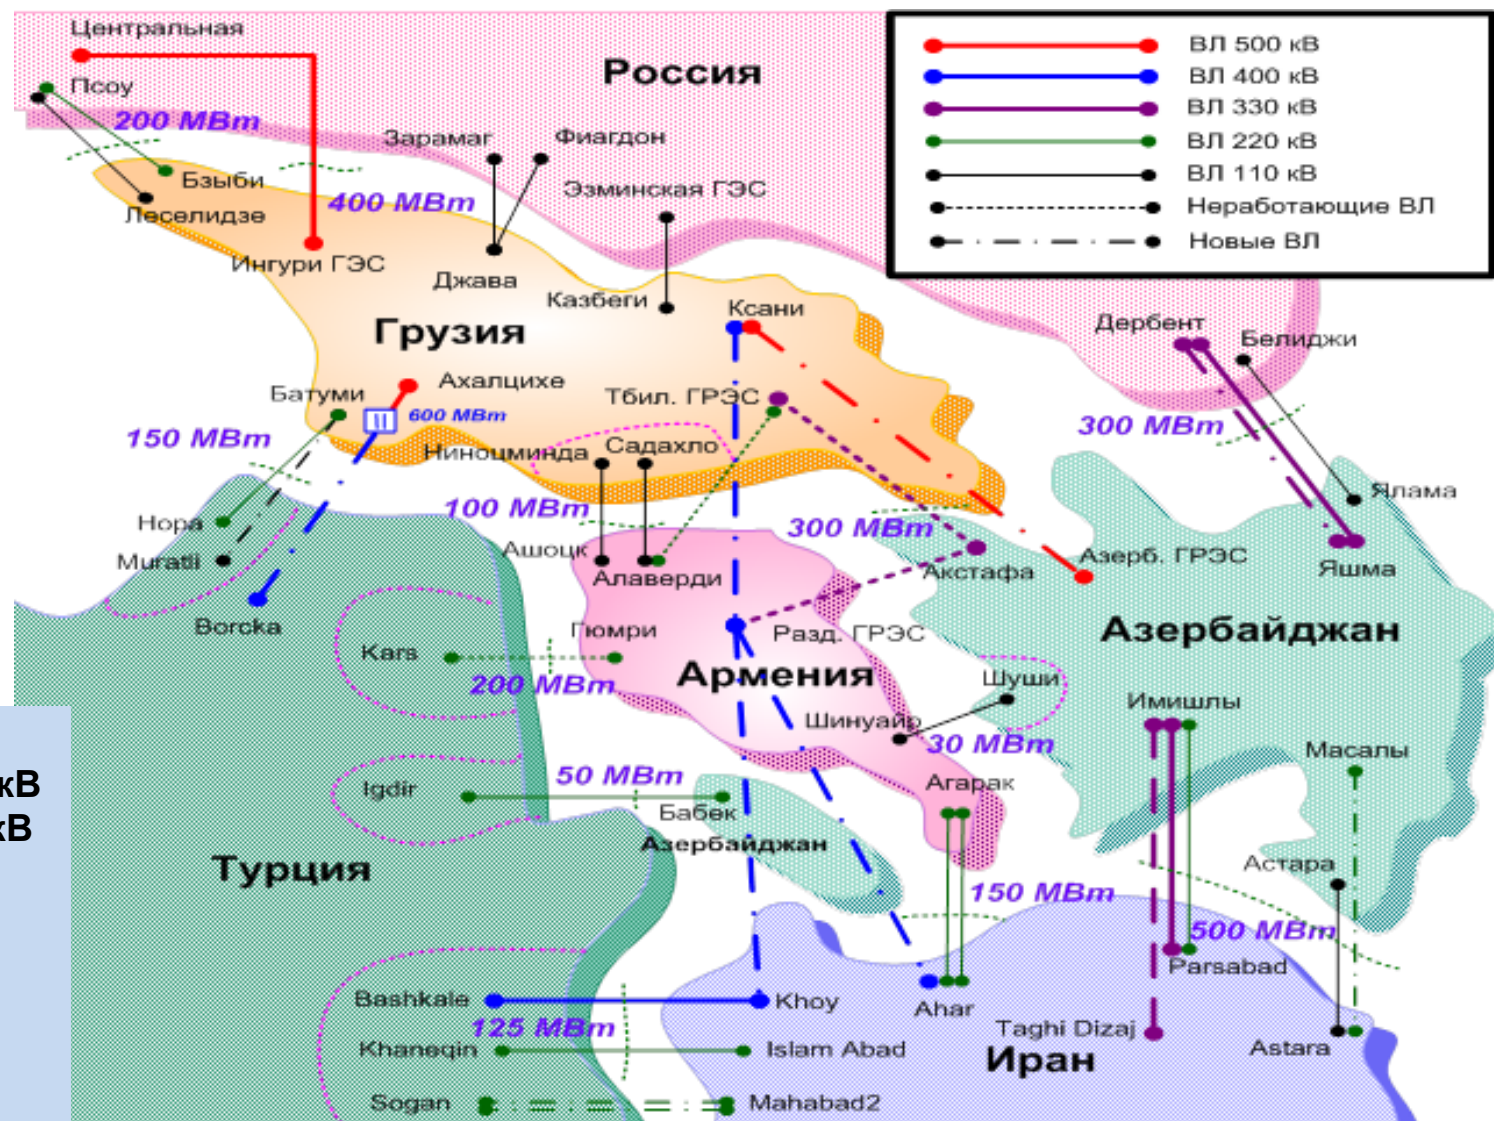 Центральная
Псоу
200 МВт
Россия
ВЛ 500 кВ
ВЛ 400 кВ
ВЛ 330 кВ
ВЛ 220 кВ
ВЛ 110 кВ
Неработающие ВЛ
Новые ВЛ
Зарамаг
Фиагдон
Эзминская ГЭС
Бзыби
Леселидзе
400 МВт
Ингури ГЭС
Джава
Казбеги
Ксани
Грузия
Дербент
Белиджи
Ахалцихе
Батуми
600 МВт
Тбил. ГРЭС
150 МВт
300 МВт
Ниноцминда
Садахло
Ялама
100 МВт
300 МВт
Нора
Muratli
Ашоцк
Алаверди
Акстафа
Азерб. ГРЭС
Яшма
Borcka
Гюмри
Разд. ГРЭС
Азербайджан
Kars
200 МВт
Армения
Шуши
Имишлы
Шинуайр
30 МВт
Масалы
кВ
кВ
Igdir
50 МВт
Бабек
Агарак
Азербайджан
Турция
Астара
150 МВт
500 МВт
Parsabad
Bashkale
Khoy
Ahar
125 МВт
Taghi Dizaj
Astara
Khaneqin
Islam Abad
Иран
Sogan
Mahabad2